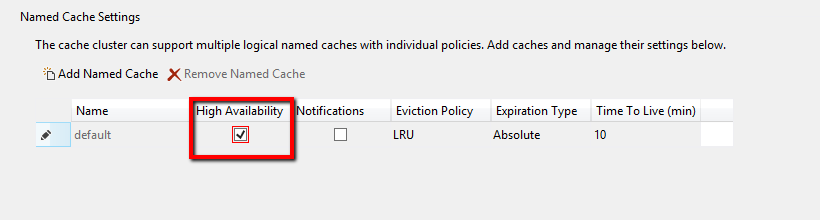 Named Cache Settings
The cache cluster can support multiple logical named caches with individual policies. Add caches and manage their settings below.
Add Named Cache Remove Named Cache
Name High Availability Notifications Eviction Policy Expiration Type Time To Live (min)
default LRU Absolute 10